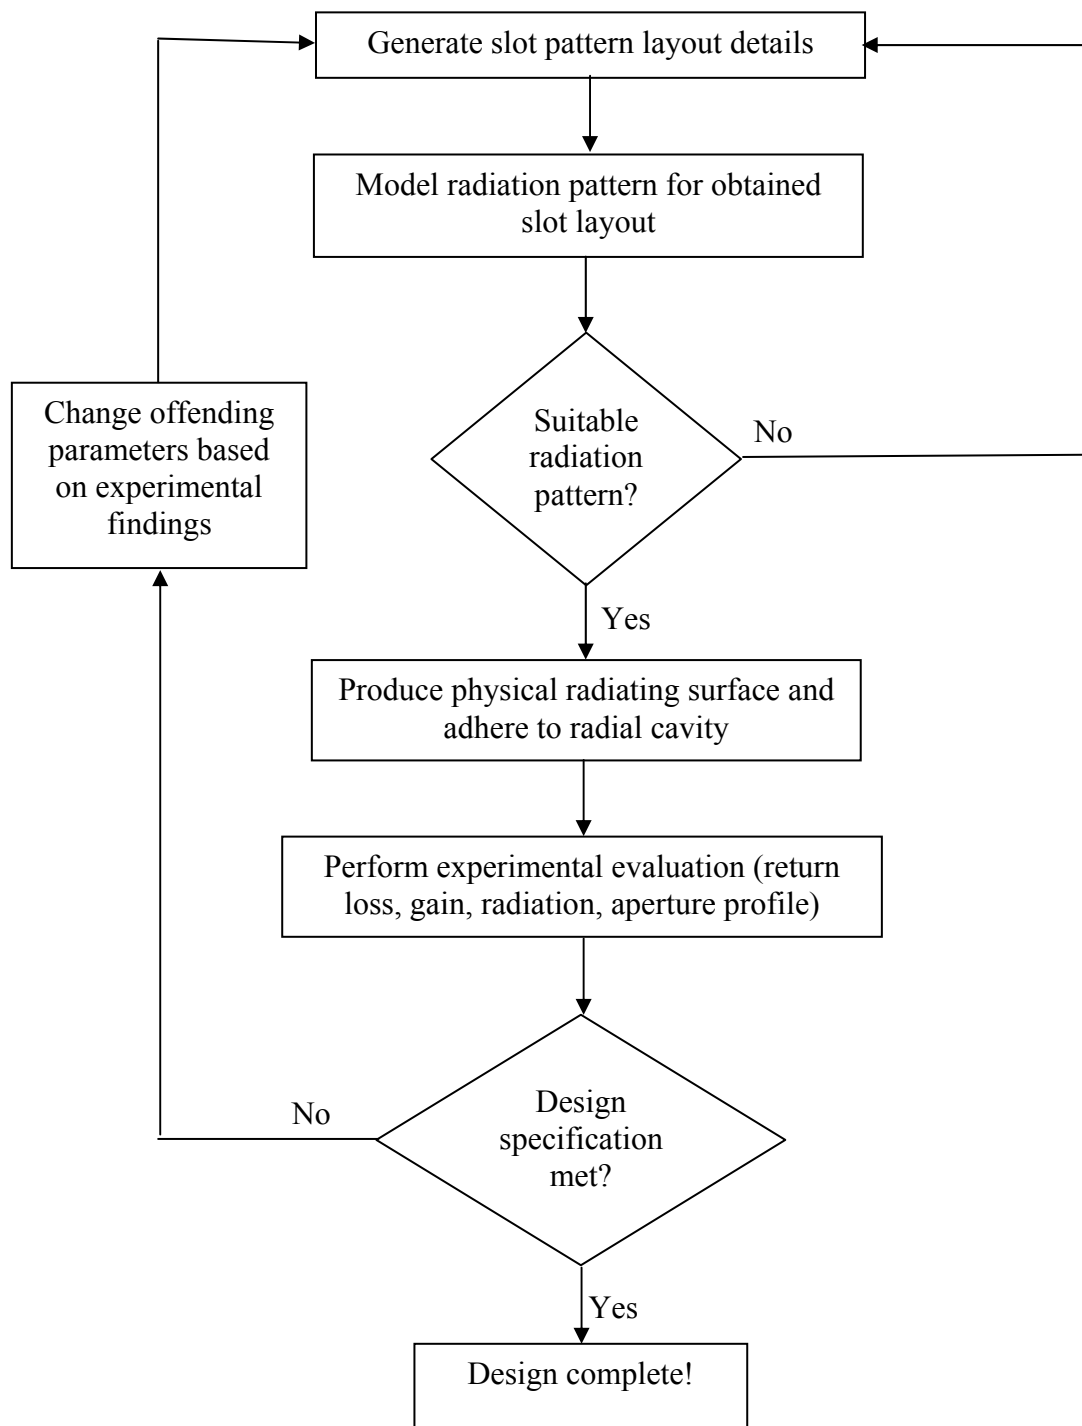 Generate slot pattern layout details
Model radiation pattern for obtained
slot layout
Change offending
parameters based
on experimental
findings
Suitable
radiation
pattern?
No
Yes
Produce physical radiating surface and
adhere to radial cavity
Perform experimental evaluation (return
loss, gain, radiation, aperture profile)
No
Design
specification
met?
Yes
Design complete!